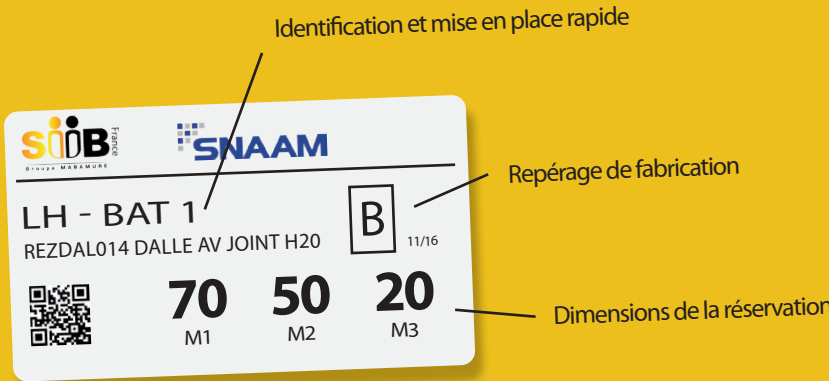 Identification et mise en place rapide
SOOB France
Groupe MABAMURE
SNAAM
Repérage de fabrication
LH - BAT 1
REZDAL014 DALLE AV JOINT H20
B
11/16
70 50 20
M1 M2 M3
Dimensions de la réservation